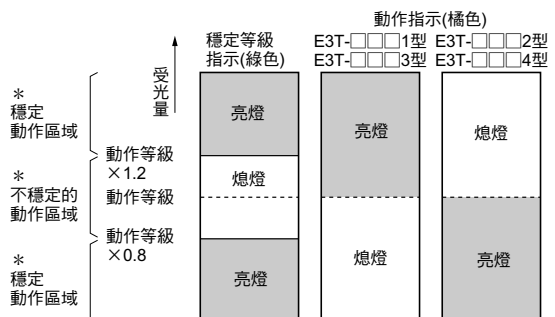 動作指示(橘色)
穩定等級
指示(綠色)
E3T-□□□1型
E3T-□□□3型
E3T-□□□2型
E3T-□□□4型
受光量
＊
穩定
動作區域
＊
不穩定的
動作區域
＊
穩定
動作區域
動作等級
×1.2
動作等級
動作等級
×0.8
亮燈
熄燈
亮燈
亮燈
熄燈
熄燈
亮燈